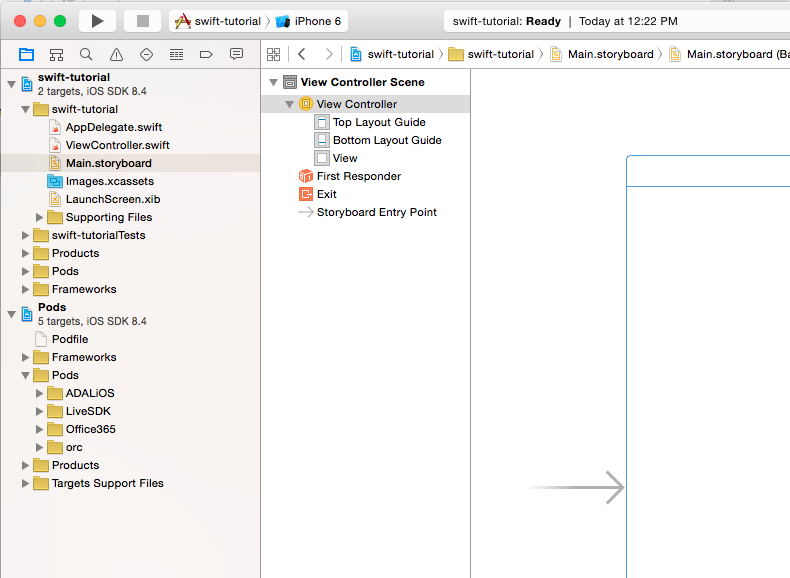 swift-tutorial iPhone 6
swift-tutorial: Ready | Today at 12:22 PM
swift-tutorial swift-tutorial Main.storyboard Main.storyboard (Ba
swift-tutorial
2 targets, iOS SDK 8.4
swift-tutorial
AppDelegate.swift
ViewController.swift
Main.storyboard
Images.xcassets
LaunchScreen.xib
Supporting Files
swift-tutorialTests
Products
Pods
Frameworks
Pods
5 targets, iOS SDK 8.4
Podfile
Frameworks
Pods
ADALiOS
LiveSDK
Office365
orc
Products
Targets Support Files
View Controller Scene
View Controller
Top Layout Guide
Bottom Layout Guide
View
First Responder
Exit
Storyboard Entry Point